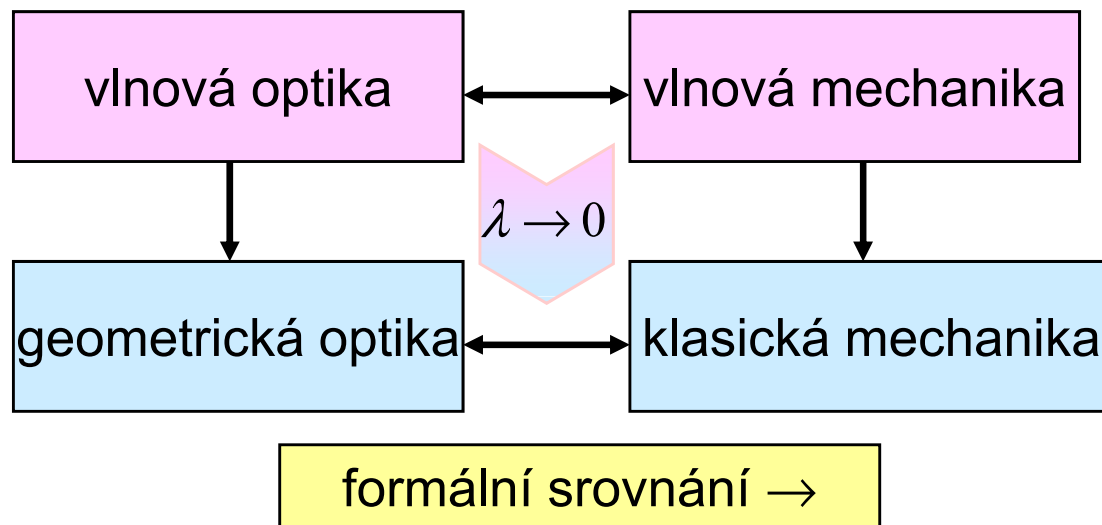 vlnová optika
vlnová mechanika
λ → 0
geometrická optika
klasická mechanika
formální srovnání →